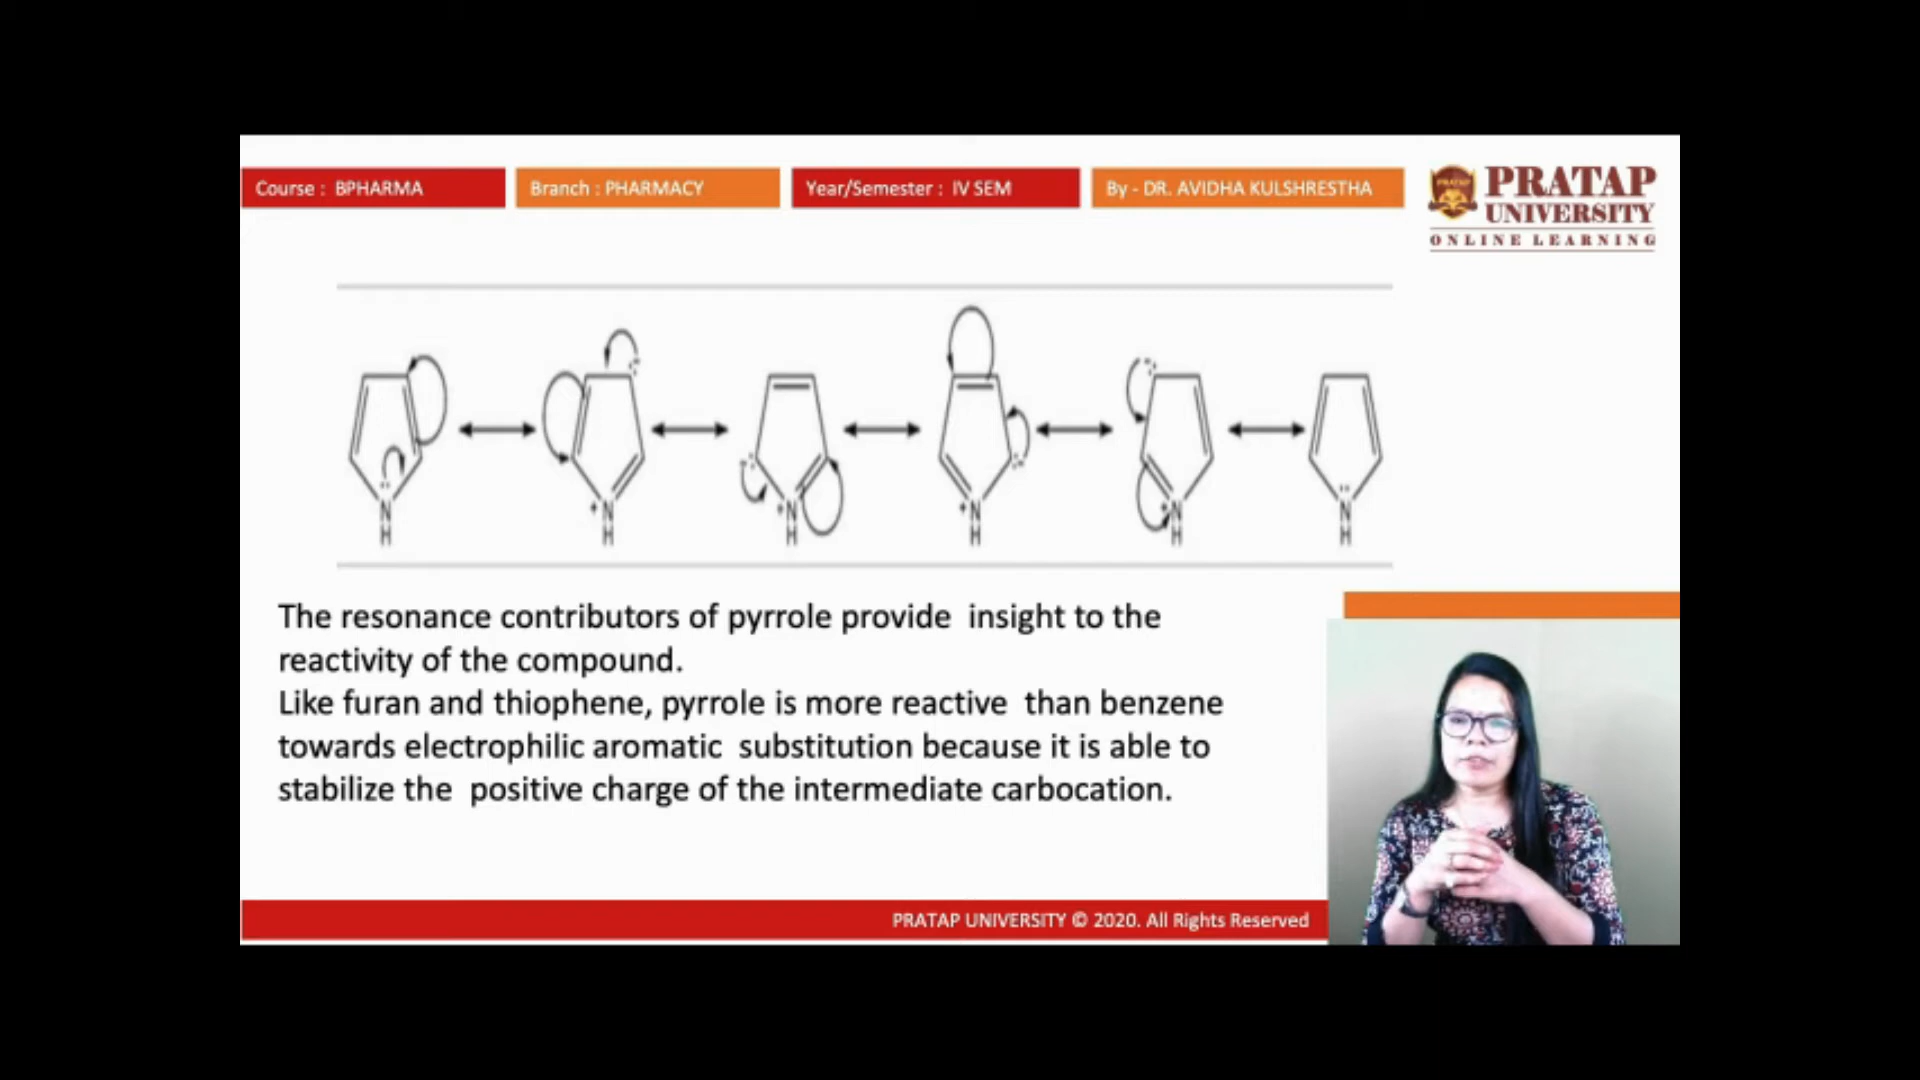 Course : BPHARMA
Branch : PHARMACY
Year/Semester : IV SEM
By - DR. AVIDHA KULSHRESTHA
PRATAP
PRATAP
UNIVERSITY
ONLINE LEARNING
N
H
+N
H
+N
H
+N
H
+N
H
N
H
The resonance contributors of pyrrole provide insight to the
reactivity of the compound.
Like furan and thiophene, pyrrole is more reactive than benzene
towards electrophilic aromatic substitution because it is able to
stabilize the positive charge of the intermediate carbocation.
PRATAP UNIVERSITY © 2020. All Rights Reserved